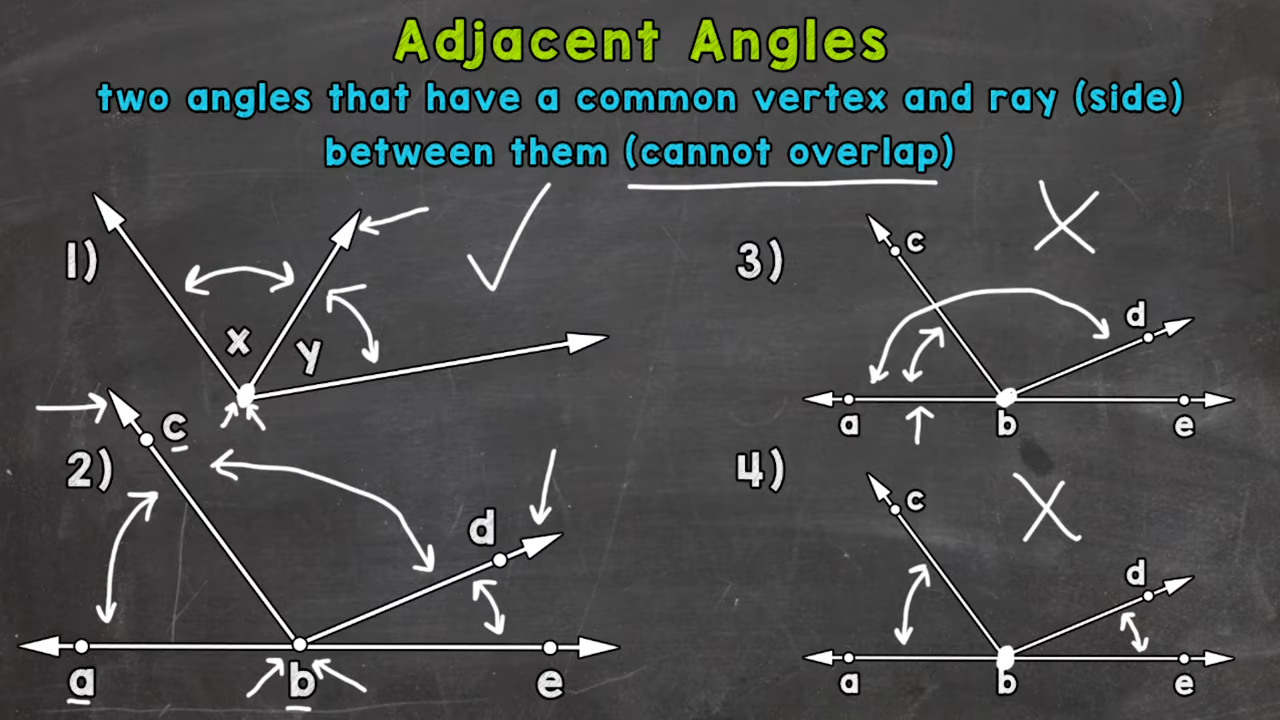 Adjacent Angles
two angles that have a common vertex and ray (side)
between them (cannot overlap)
1)
x
y
2)
c
d
a
b
e
3)
c
d
a
b
e
4)
c
d
a
b
e